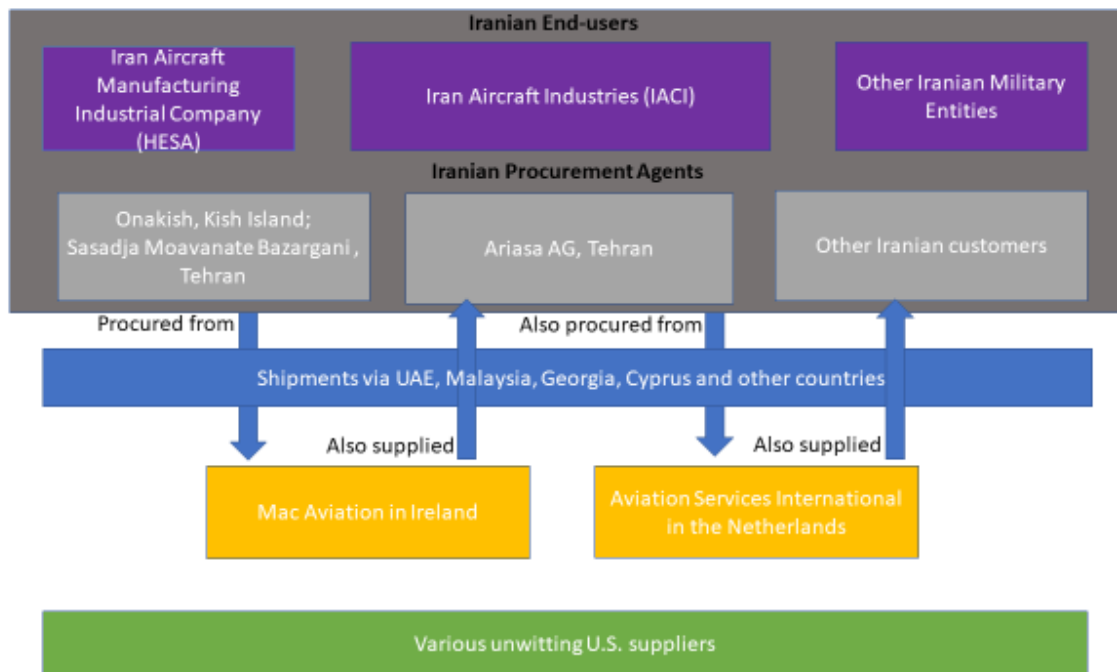 Iranian End-users
Iran Aircraft
Manufacturing
Industrial Company
(HESA)
Iran Aircraft Industries (IACI)
Other Iranian Military
Entities
Iranian Procurement Agents
Onakish, Kish Island;
Sasadja Moavanate Bazargani ,
Tehran
Ariasa AG, Tehran
Other Iranian customers
Procured from
Also procured from
Shipments via UAE, Malaysia, Georgia, Cyprus and other countries
Also supplied
Also supplied
Mac Aviation in Ireland
Aviation Services International
in the Netherlands
Various unwitting U.S. suppliers